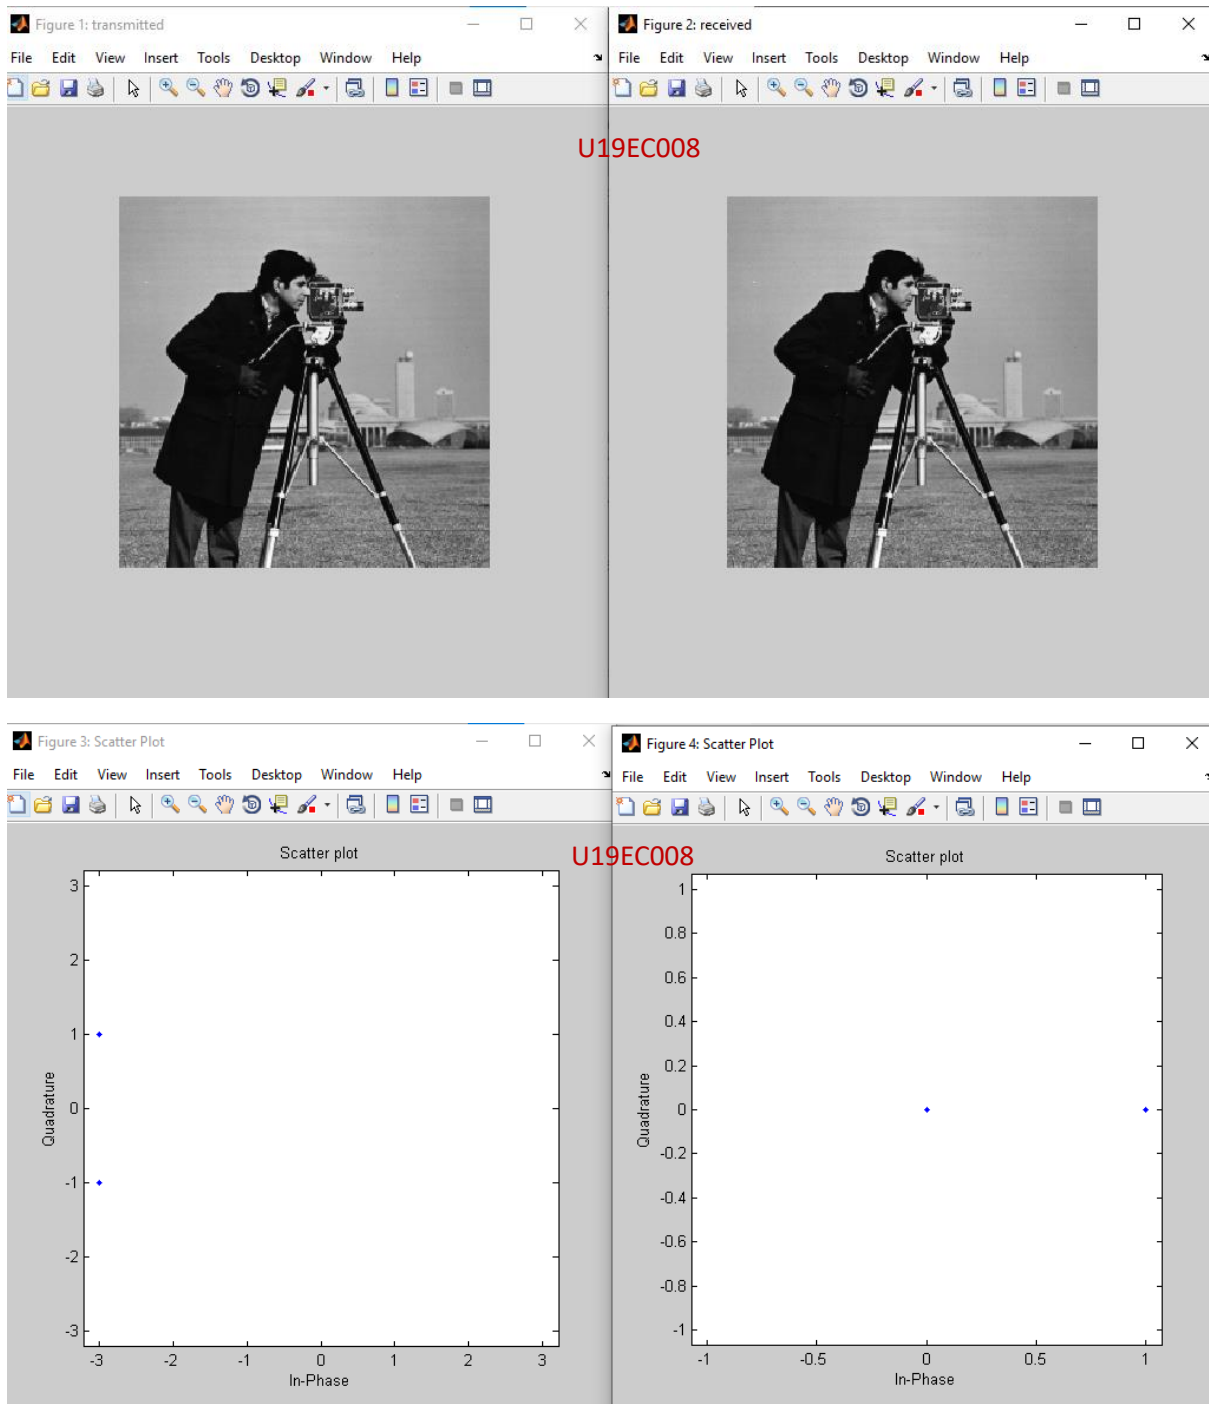 Figure 1: transmitted
File Edit View Insert Tools Desktop Window Help
Figure 2: received
File Edit View Insert Tools Desktop Window Help
U19EC008
Figure 3: Scatter Plot
File Edit View Insert Tools Desktop Window Help
Figure 4: Scatter Plot
File Edit View Insert Tools Desktop Window Help
U19EC008
Scatter plot
3
2
1
0
-1
-2
-3
Quadrature
-3 -2 -1 0 1 2 3
In-Phase
Scatter plot
1
0.8
0.6
0.4
0.2
0
-0.2
-0.4
-0.6
-0.8
-1
Quadrature
-1 -0.5 0 0.5 1
In-Phase